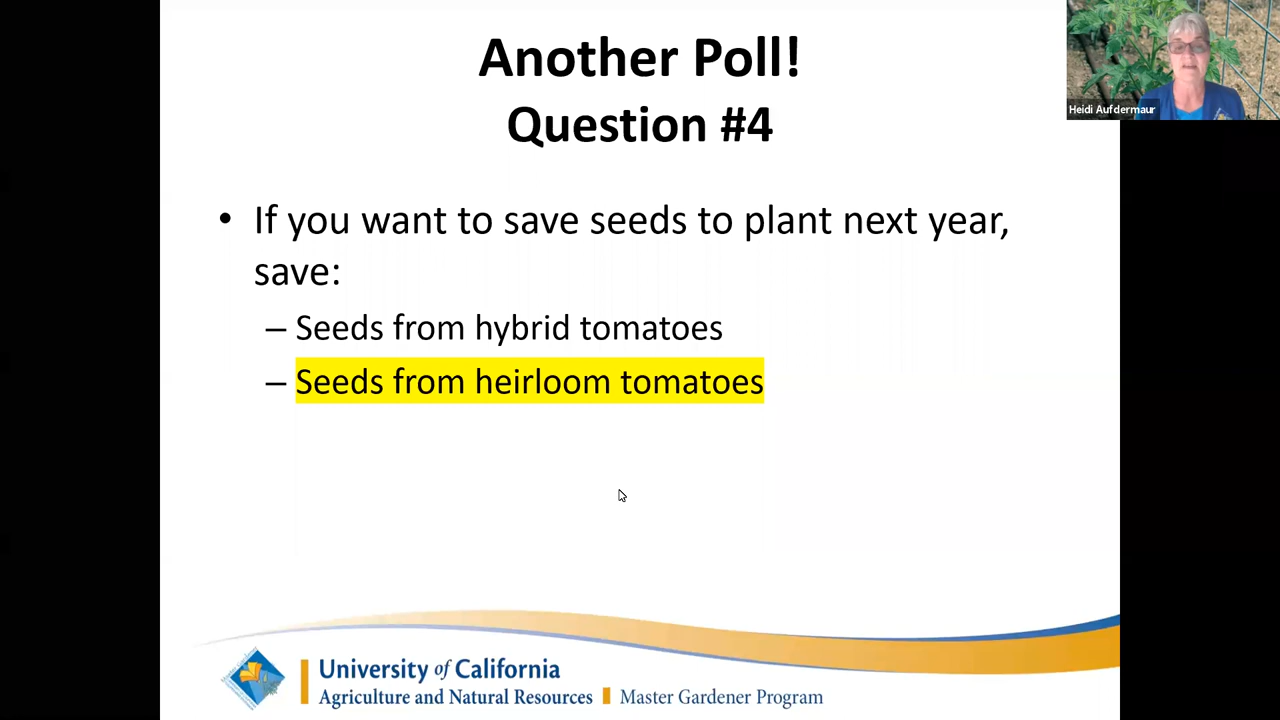 Another Poll!
Question #4
Heidi Aufdermaur
• If you want to save seeds to plant next year,
save:
– Seeds from hybrid tomatoes
– Seeds from heirloom tomatoes
University of California
Agriculture and Natural Resources Master Gardener Program